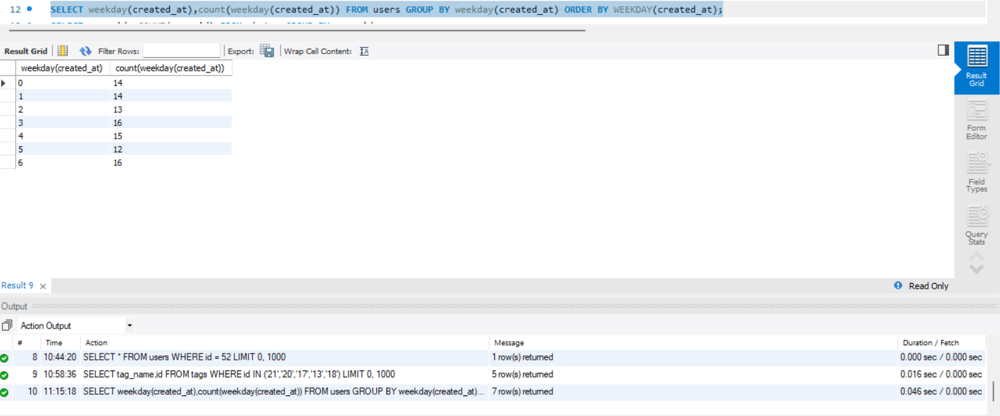 12 SELECT weekday(created_at),count(weekday(created_at)) FROM users GROUP BY weekday(created_at) ORDER BY WEEKDAY(created_at);
Result Grid Filter Rows: Export: Wrap Cell Content:
weekday(created_at) count(weekday(created_at))
0 14
1 14
2 13
3 16
4 15
5 12
6 16
Result
Grid
Form
Editor
Field
Types
Query
Stats
Result 9 Read Only
Output
Action Output
# Time Action Message Duration / Fetch
8 10:44:20 SELECT * FROM users WHERE id = 52 LIMIT 0, 1000 1 row(s) returned 0.000 sec / 0.000 sec
9 10:58:36 SELECT tag_name,id FROM tags WHERE id IN ('21','20','17','13','18') LIMIT 0, 1000 5 row(s) returned 0.016 sec / 0.000 sec
10 11:15:18 SELECT weekday(created_at),count(weekday(created_at)) FROM users GROUP BY weekday(created_at)... 7 row(s) returned 0.046 sec / 0.000 sec